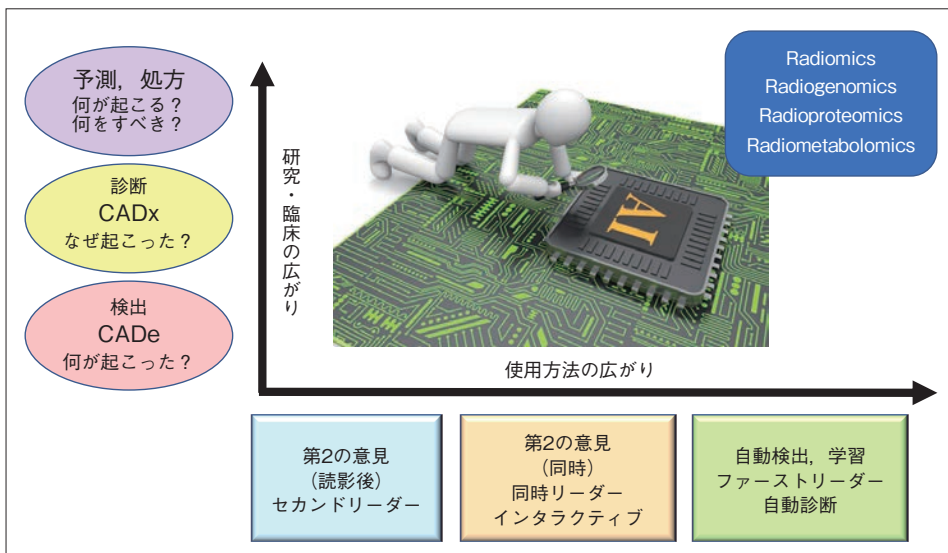 予測，処方
何が起こる？
何をすべき？
診断
CADx
なぜ起こった？
検出
CADe
何が起こった？
研究・臨床の広がり
Radiomics
Radiogenomics
Radioproteomics
Radiometabolomics
AI
使用方法の広がり
第2の意見
(読影後)
セカンドリーダー
第2の意見
(同時)
同時リーダー
インタラクティブ
自動検出，学習
ファーストリーダー
自動診断